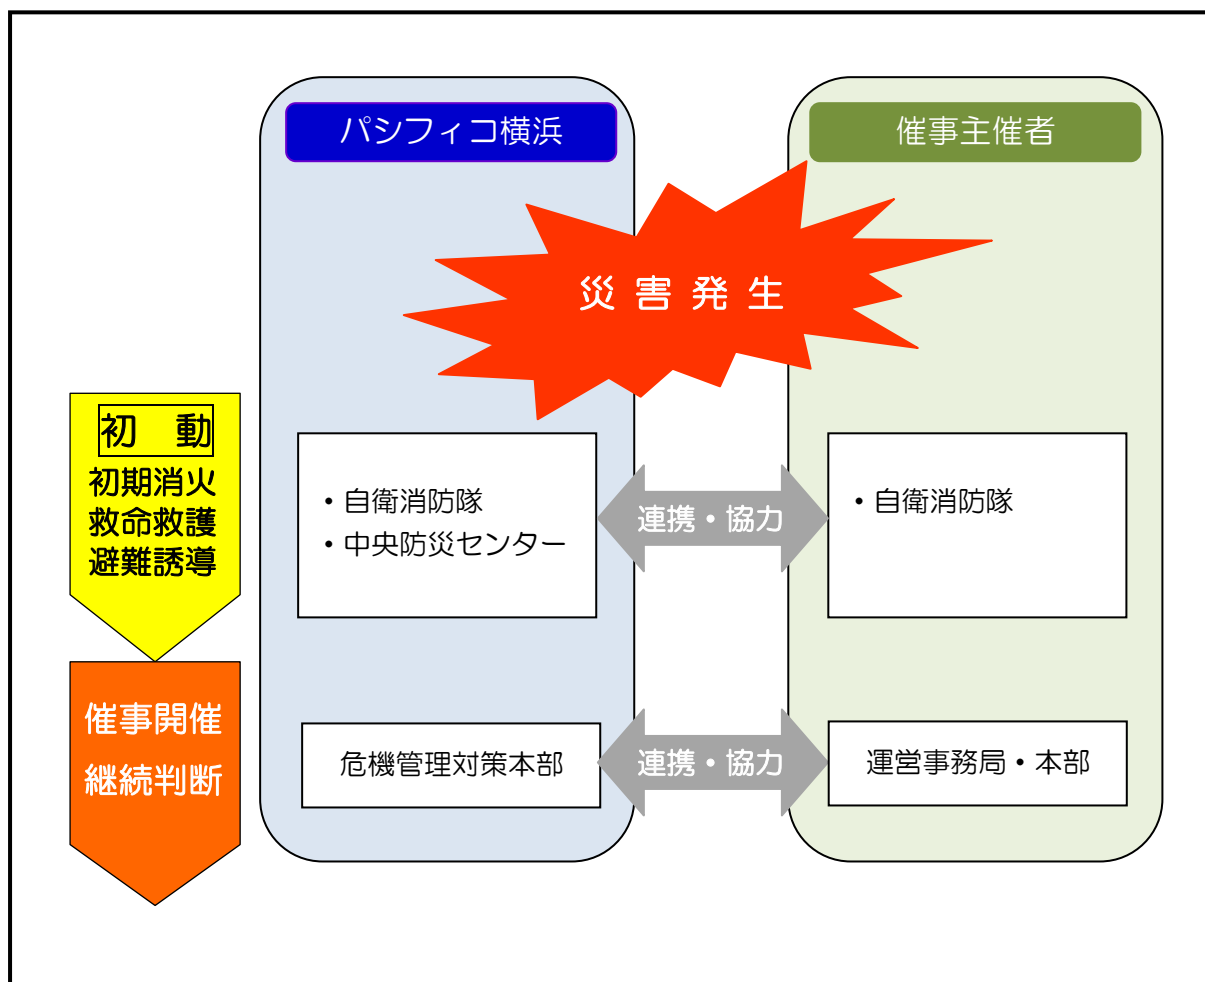 パシフィコ横浜
催事主催者
災害発生
初　動
初期消火
救命救護
避難誘導
・自衛消防隊
・中央防災センター
連携・協力
・自衛消防隊
催事開催
継続判断
危機管理対策本部
連携・協力
運営事務局・本部